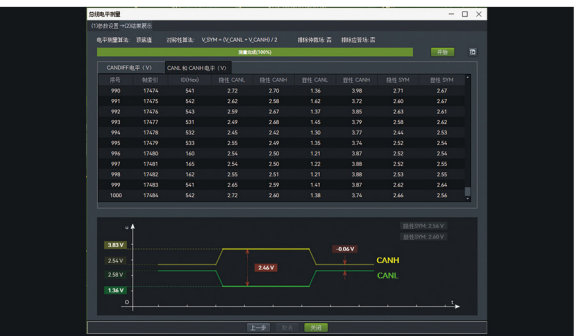 总线电平测量
(1)参数设置→(2)结果展示
电平测量算法: 顶底值 对称性算法: V_SYM = (V_CANL + V_CANH) / 2 排除仲裁场: 否 排除应答场: 否
测量完成(100%) 开始
CANDIFF电平（V） CANL 和 CANH电平（V）
序号 帧索引 ID(Hex) 隐性 CANL 隐性 CANH 显性 CANL 显性 CANH 隐性 SYM 显性 SYM
990 17474 541 2.72 2.70 1.36 3.98 2.71 2.67
991 17475 542 2.62 2.58 1.62 3.72 2.60 2.67
992 17476 543 2.59 2.67 1.37 3.85 2.63 2.61
993 17477 531 2.49 2.68 1.45 3.79 2.58 2.62
994 17478 532 2.45 2.42 1.30 3.77 2.44 2.53
995 17479 533 2.55 2.49 1.35 3.74 2.52 2.54
996 17480 160 2.54 2.50 1.21 3.87 2.52 2.54
997 17481 165 2.54 2.50 1.22 3.88 2.52 2.55
998 17482 162 2.55 2.51 1.21 3.88 2.53 2.55
999 17483 541 2.65 2.59 1.41 3.87 2.62 2.64
1000 17484 542 2.72 2.60 1.38 3.74 2.66 2.56
u
隐性SYM: 2.56 V
显性SYM: 2.60 V
3.83 V
-0.06 V
2.54 V
CANH
2.46 V
2.58 V
CANL
1.36 V
O
t
上一步 取消 关闭